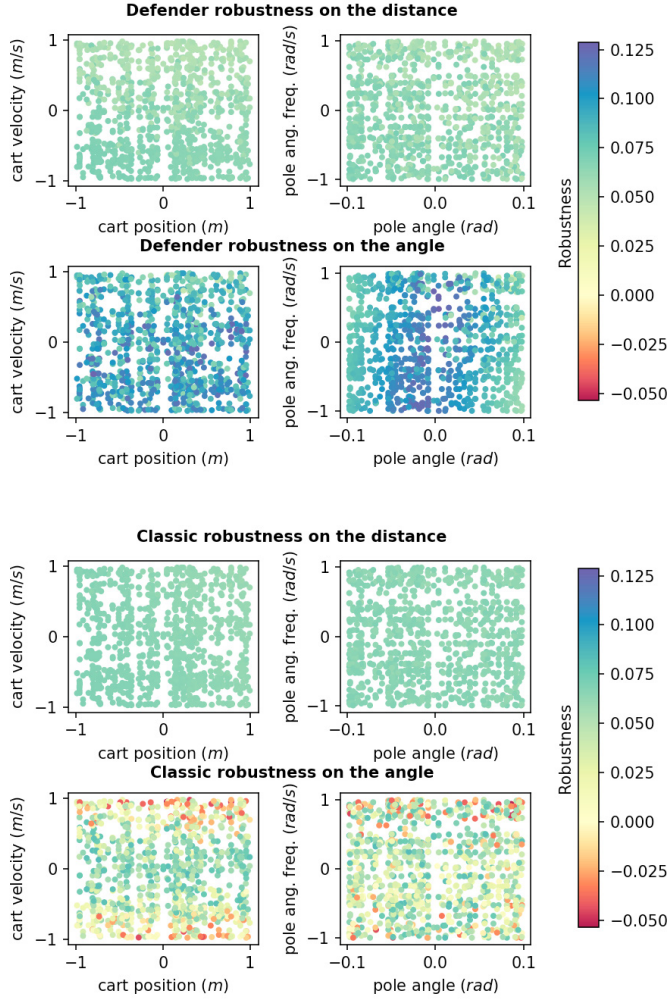 Defender robustness on the distance
cart velocity (m/s)
1
0
−1
−1
0
1
cart position (m)
pole ang. freq. (rad/s)
1
0
−1
−0.1
0.0
0.1
pole angle (rad)
Defender robustness on the angle
cart velocity (m/s)
1
0
−1
−1
0
1
cart position (m)
pole ang. freq. (rad/s)
1
0
−1
−0.1
0.0
0.1
pole angle (rad)
Robustness
0.125
0.100
0.075
0.050
0.025
0.000
−0.025
−0.050
Classic robustness on the distance
cart velocity (m/s)
1
0
−1
−1
0
1
cart position (m)
pole ang. freq. (rad/s)
1
0
−1
−0.1
0.0
0.1
pole angle (rad)
Classic robustness on the angle
cart velocity (m/s)
1
0
−1
−1
0
1
cart position (m)
pole ang. freq. (rad/s)
1
0
−1
−0.1
0.0
0.1
pole angle (rad)
Robustness
0.125
0.100
0.075
0.050
0.025
0.000
−0.025
−0.050